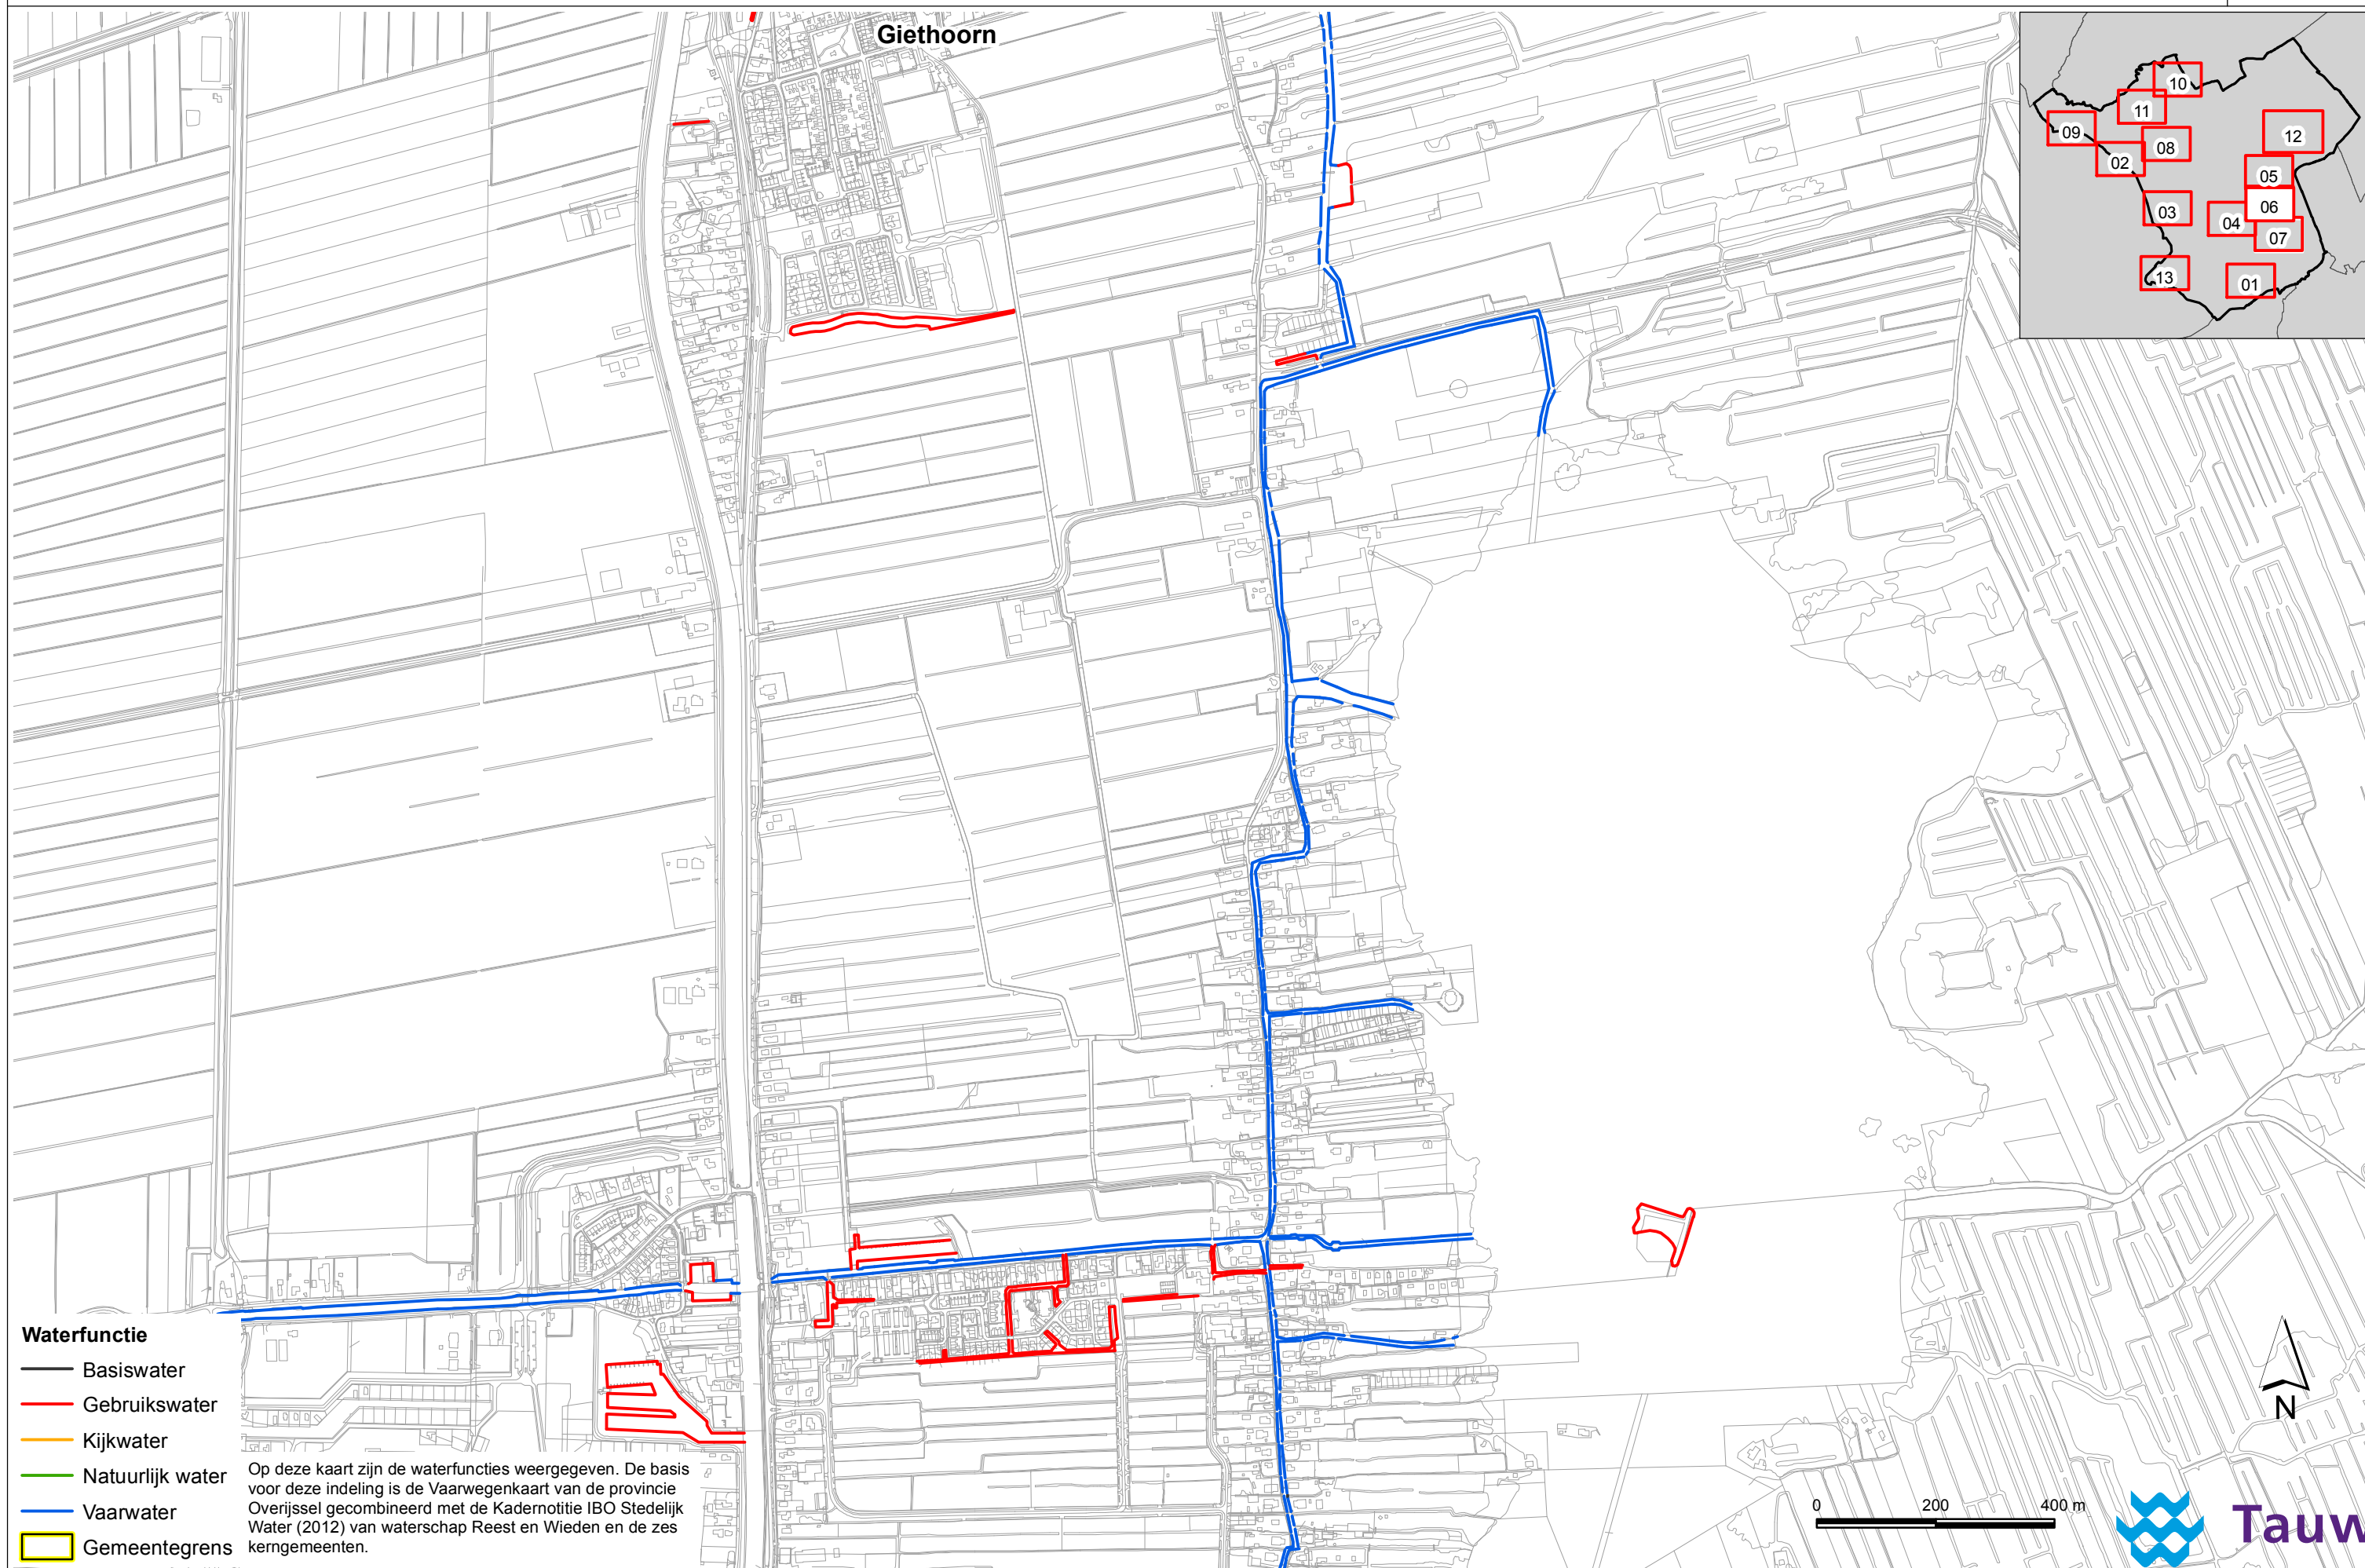 Giethoorn
10
11
09
12
08
02
05
06
03
04
07
13
01
Waterfunctie
Basiswater
Gebruikswater
Kijkwater
Natuurlijk water
Vaarwater
Gemeentegrens
Op deze kaart zijn de waterfuncties weergegeven. De basis
voor deze indeling is de Vaarwegenkaart van de provincie
Overijssel gecombineerd met de Kadernotitie IBO Stedelijk
Water (2012) van waterschap Reest en Wieden en de zes
kerngemeenten.
N
0 200 400 m
Tauw